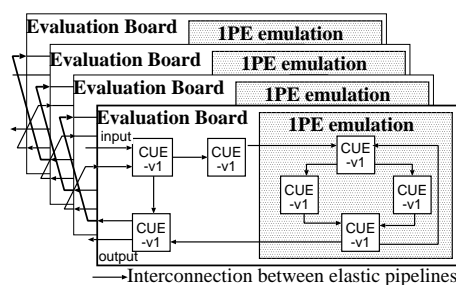 Evaluation Board
1PE emulation
Evaluation Board
1PE emulation
Evaluation Board
1PE emulation
Evaluation Board
1PE emulation
input
CUE
-v1
CUE
-v1
CUE
-v1
CUE
-v1
CUE
-v1
CUE
-v1
CUE
-v1
output
Interconnection between elastic pipelines